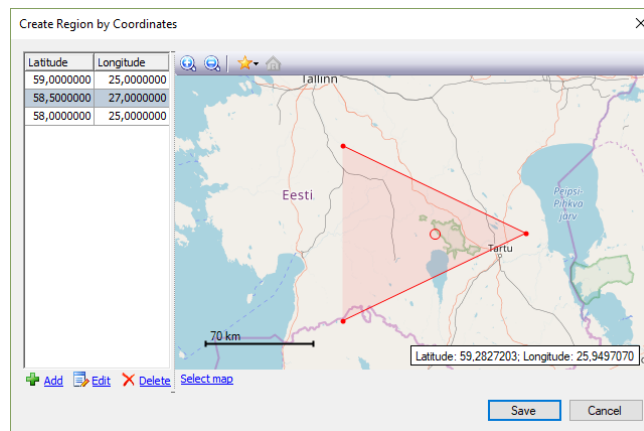 Create Region by Coordinates
Latitude Longitude
59,0000000 25,0000000
58,5000000 27,0000000
58,0000000 25,0000000
Tallinn
Eesti
Peipsi-
Pihkva
järv
Tartu
70 km
Latitude: 59,2827203; Longitude: 25,9497070
Add Edit Delete Select map
Save Cancel